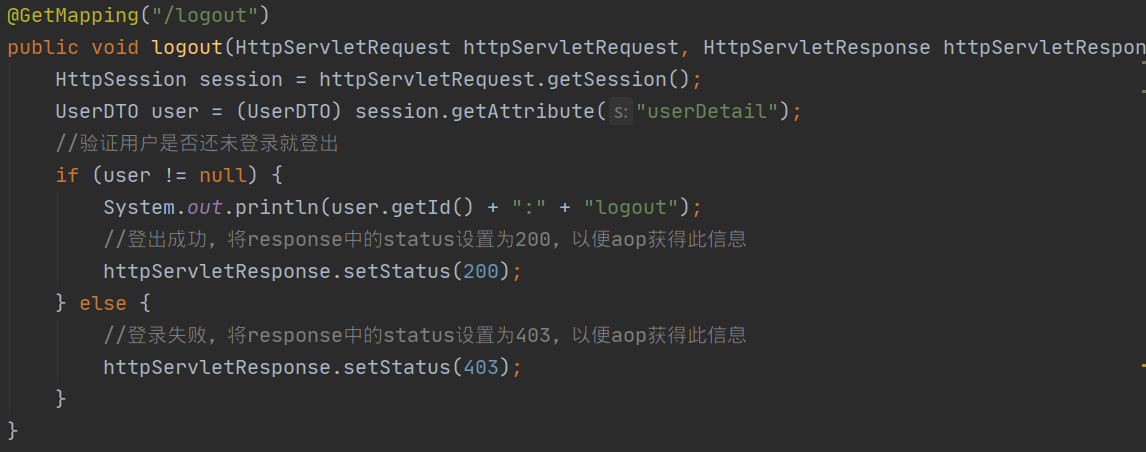 @GetMapping("/logout")
public void logout(HttpServletRequest httpServletRequest, HttpServletResponse httpServletRespon
HttpSession session = httpServletRequest.getSession();
UserDTO user = (UserDTO) session.getAttribute(s: "userDetail");
//验证用户是否还未登录就登出
if (user != null) {
System.out.println(user.getId() + ":" + "logout");
//登出成功，将response中的status设置为200，以便aop获得此信息
httpServletResponse.setStatus(200);
} else {
//登录失败，将response中的status设置为403，以便aop获得此信息
httpServletResponse.setStatus(403);
}
}